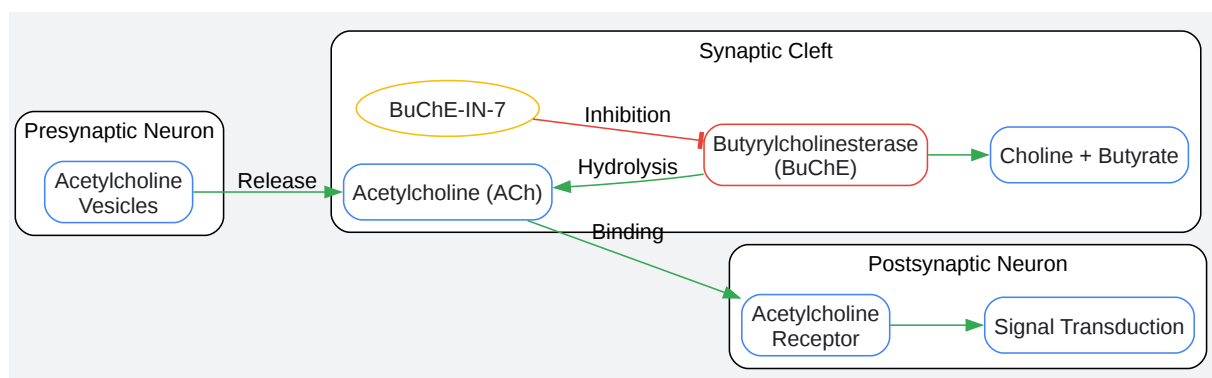 Synaptic Cleft
BuChE-IN-7
Inhibition
Presynaptic Neuron
Butyrylcholinesterase
(BuChE)
Choline + Butyrate
Hydrolysis
Acetylcholine
Vesicles
Release
Acetylcholine (ACh)
Binding
Postsynaptic Neuron
Acetylcholine
Receptor
Signal Transduction